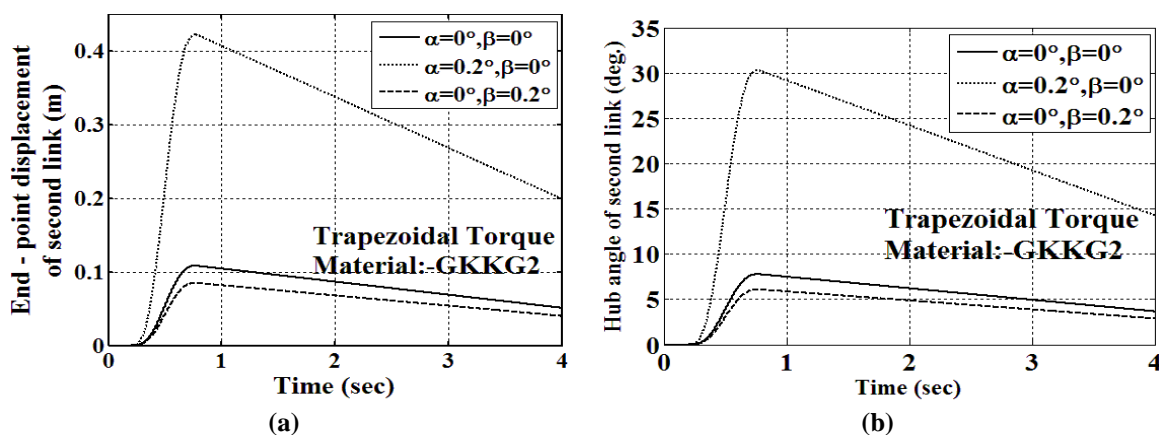 End - point displacement
of second link (m)
0.4
0.3
0.2
0.1
0
α=0°,β=0°
α=0.2°,β=0°
α=0°,β=0.2°
Trapezoidal Torque
Material:-GKKG2
0 1 2 3 4
Time (sec)
(a)
Hub angle of second link (deg.)
35
30
25
20
15
10
5
0
α=0°,β=0°
α=0.2°,β=0°
α=0°,β=0.2°
Trapezoidal Torque
Material:-GKKG2
0 1 2 3 4
Time (sec)
(b)